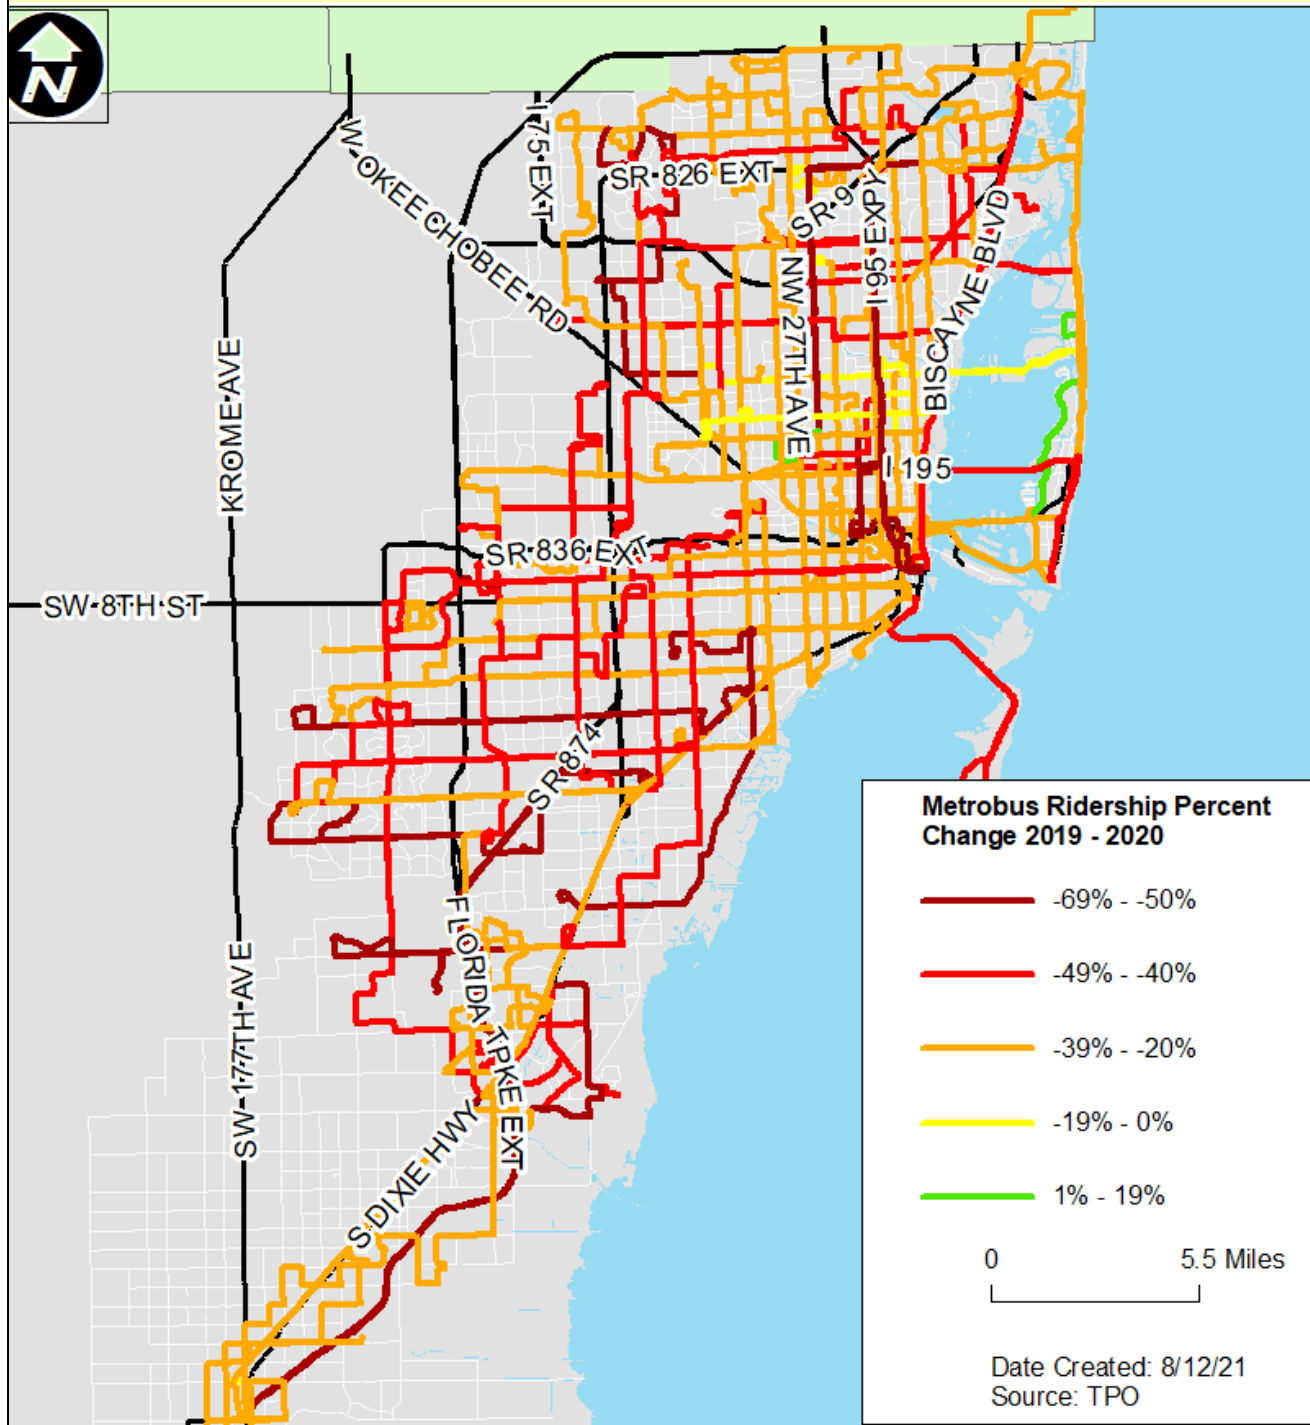 N
W OKEECHOBEE RD
I 75 EXT
SR 826 EXT
SR 9
I 95 EXPY
NW 27TH AVE
BISCAYNE BLVD
KROME AVE
I 195
SR 836 EXT
SW 8TH ST
SR 874
FLORIDA TPKE EXT
SW 177TH AVE
S DIXIE HWY
Metrobus Ridership Percent
Change 2019 - 2020
-69% - -50%
-49% - -40%
-39% - -20%
-19% - 0%
1% - 19%
0 5.5 Miles
Date Created: 8/12/21
Source: TPO